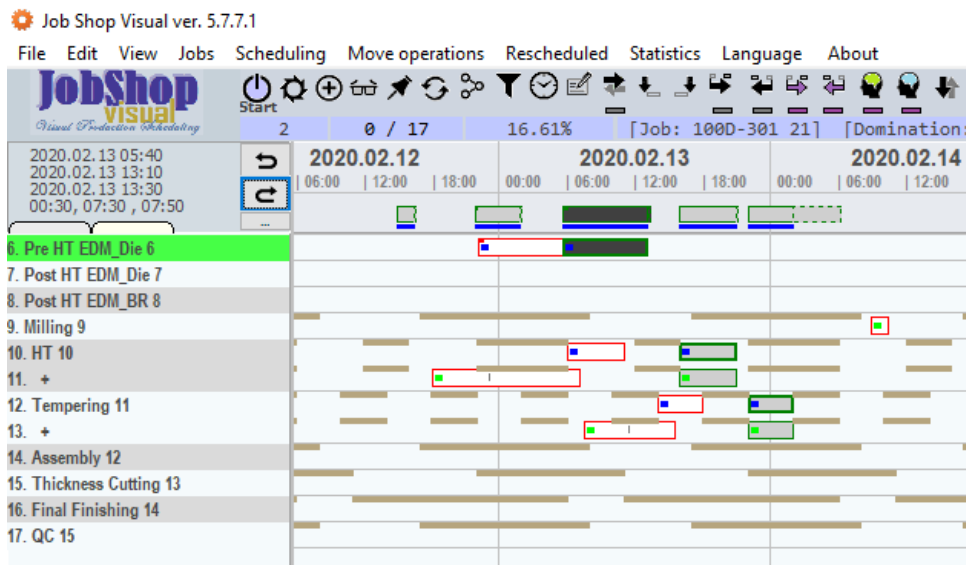 Job Shop Visual ver. 5.7.7.1
File Edit View Jobs Scheduling Move operations Rescheduled Statistics Language About
JobShop
VISUAL
Visual Production Scheduling
Start
2 0 / 17 16.61% [Job: 100D-301 21] [Domination:
2020.02.13 05:40
2020.02.13 13:10
2020.02.13 13:30
00:30, 07:30 , 07:50
...
2020.02.12 2020.02.13 2020.02.14
| 06:00 | 12:00 | 18:00 00:00 | 06:00 | 12:00 | 18:00 00:00 | 06:00 | 12:00
6. Pre HT EDM_Die 6
7. Post HT EDM_Die 7
8. Post HT EDM_BR 8
9. Milling 9
10. HT 10
11. +
12. Tempering 11
13. +
14. Assembly 12
15. Thickness Cutting 13
16. Final Finishing 14
17. QC 15